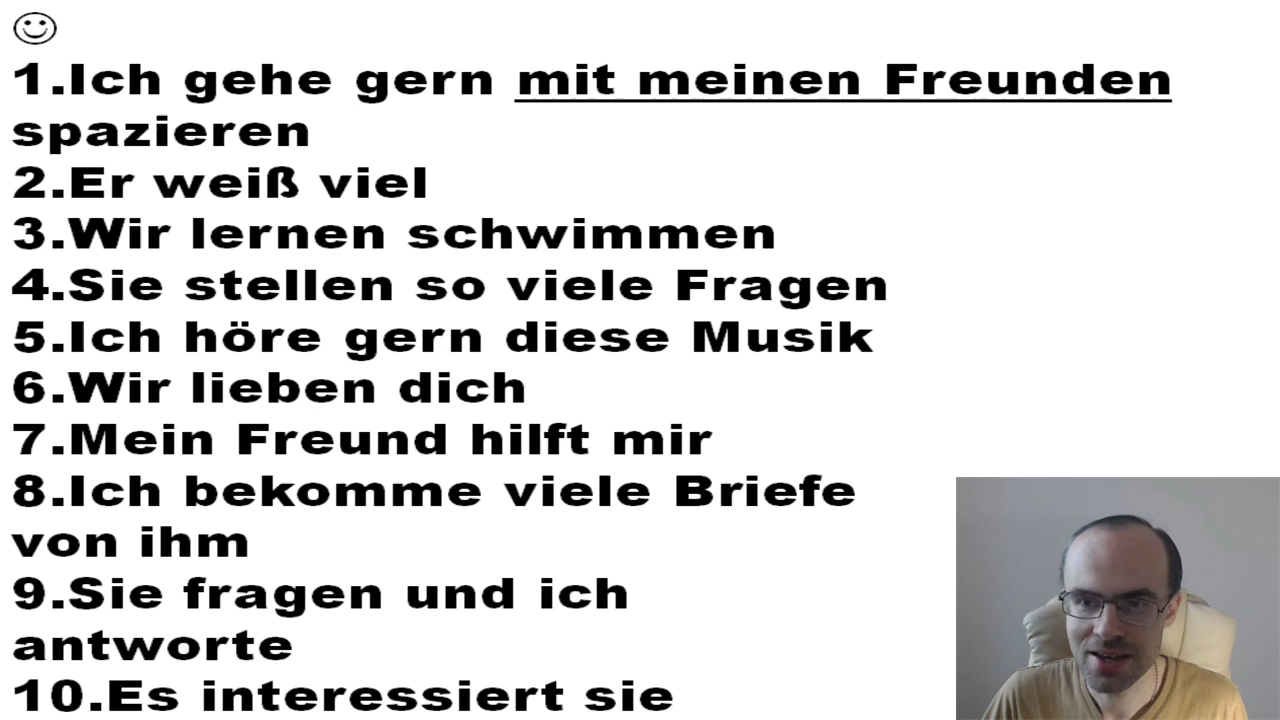 1.Ich gehe gern mit meinen Freunden
spazieren
2.Er weiß viel
3.Wir lernen schwimmen
4.Sie stellen so viele Fragen
5.Ich höre gern diese Musik
6.Wir lieben dich
7.Mein Freund hilft mir
8.Ich bekomme viele Briefe
von ihm
9.Sie fragen und ich
antworte
10.Es interessiert sie